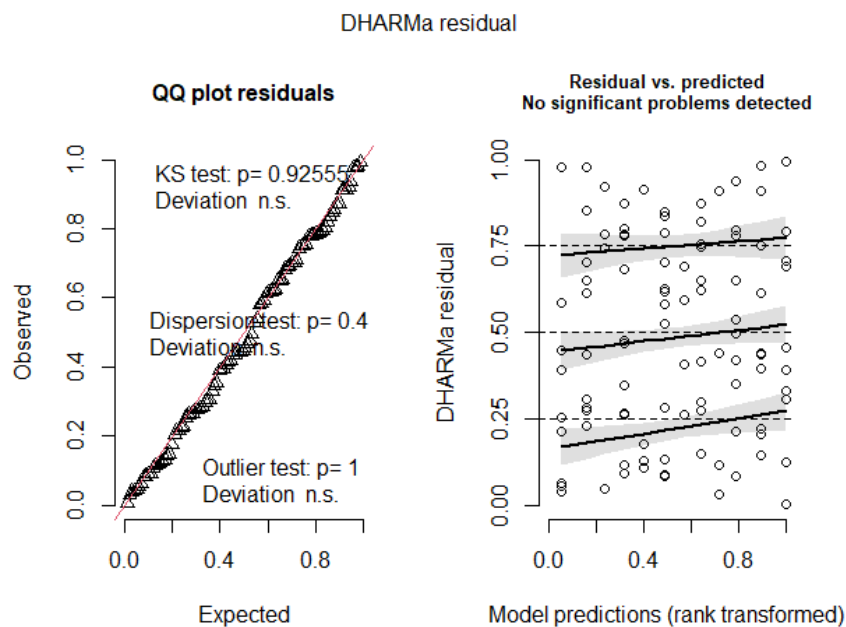 DHARMa residual
QQ plot residuals
KS test: p= 0.92555
Deviation n.s.
Dispersion test: p= 0.4
Deviation n.s.
Outlier test: p= 1
Deviation n.s.
Observed
0.0
0.2
0.4
0.6
0.8
1.0
0.0
0.4
0.8
Expected
Residual vs. predicted
No significant problems detected
DHARMa residual
0.00
0.25
0.50
0.75
1.00
0.0
0.4
0.8
Model predictions (rank transformed)